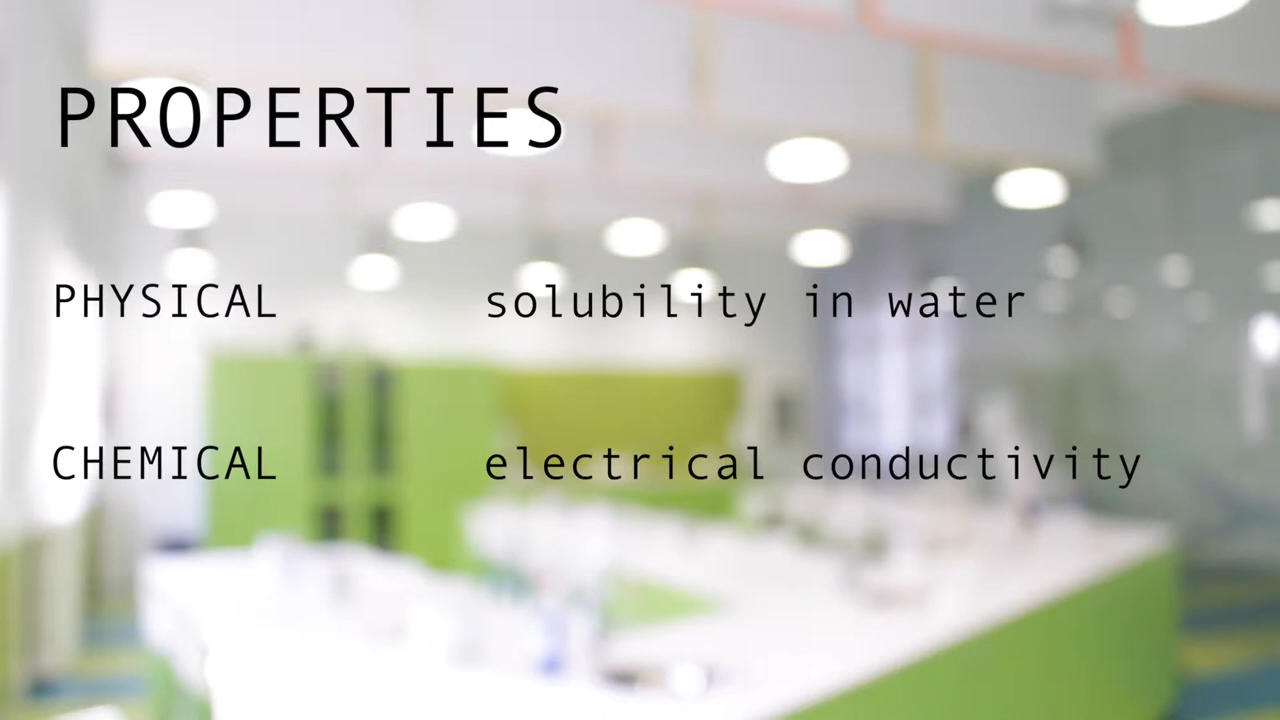 PROPERTIES
PHYSICAL solubility in water
CHEMICAL electrical conductivity